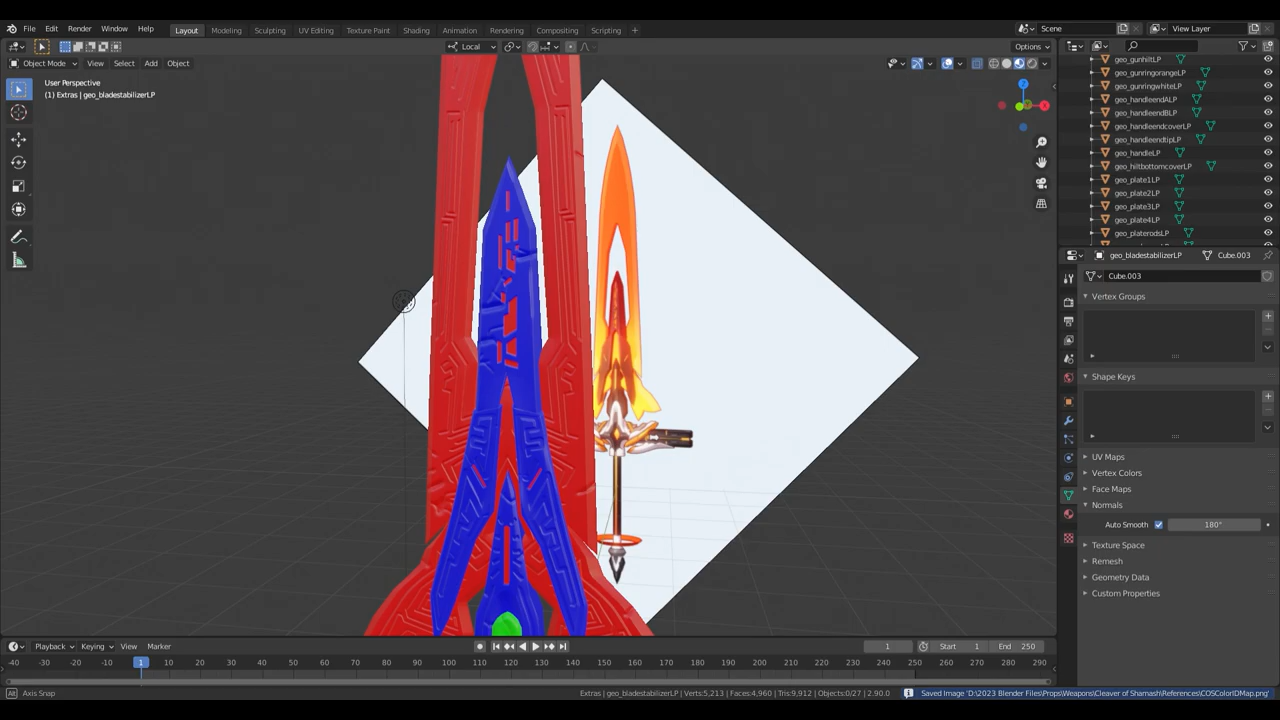 File Edit Render Window Help Layout Modeling Sculpting UV Editing Texture Paint Shading Animation Rendering Compositing Scripting + Scene View Layer
Local Options
Object Mode View Select Add Object
User Perspective
(1) Extras | geo_bladestabilizerLP
Z
X
geo_gunhiltLP
geo_gunringorangeLP
geo_gunringwhiteLP
geo_handleendALP
geo_handleendBLP
geo_handleendcoverLP
geo_handleendtipLP
geo_handleLP
geo_hiltbottomcoverLP
geo_plate1LP
geo_plate2LP
geo_plate3LP
geo_plate4LP
geo_platerodsLP
geo_bladestabilizerLP Cube.003
Cube.003
Vertex Groups
Shape Keys
UV Maps
Vertex Colors
Face Maps
Normals
Auto Smooth 180°
Texture Space
Remesh
Geometry Data
Custom Properties
Playback Keying View Marker 1 Start 1 End 250
-40 -30 -20 -10 1 10 20 30 40 50 60 70 80 90 100 110 120 130 140 150 160 170 180 190 200 210 220 230 240 250 260 270 280 290
Alt Axis Snap Extras | geo_bladestabilizerLP | Verts:5,213 | Faces:4,960 | Tris:9,912 | Objects:0/27 | 2.90.0 Saved Image 'D:\2023 Blender Files\Props\Weapons\Cleaver of Shamash\References\COSColorIDMap.png'